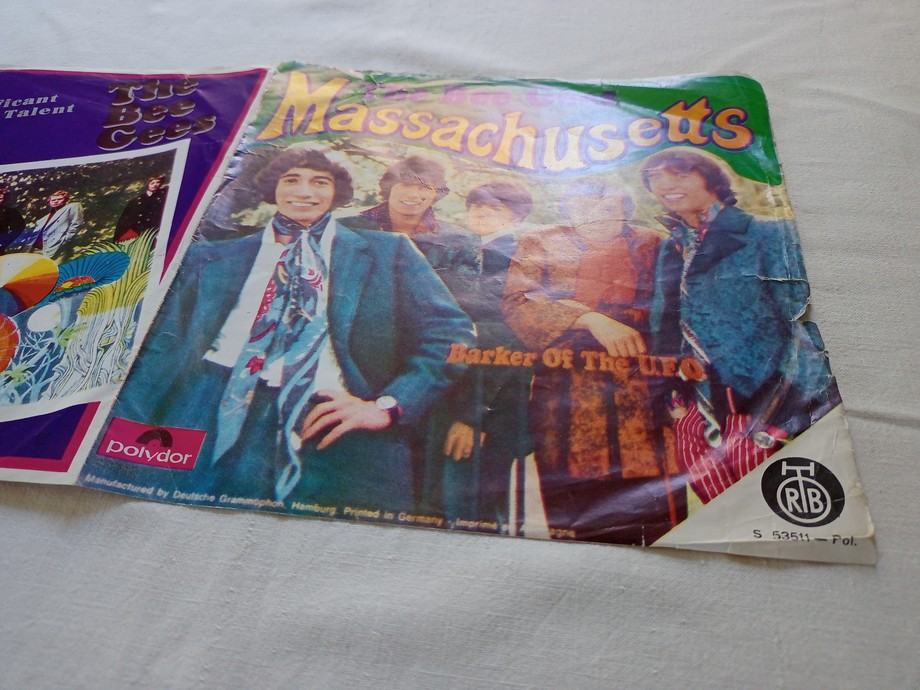 ficant
Talent
The
Bee
Gees
Massachusetts
Barker Of The U.F.O.
polydor
Manufactured by Deutsche Grammophon, Hamburg. Printed in Germany
RTB
S 53511 — Pol.